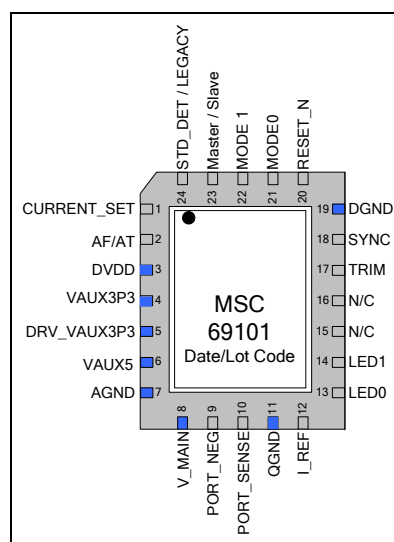 STD_DET / LEGACY
Master / Slave
MODE 1
MODE0
RESET_N
24
23
22
21
20
CURRENT_SET 1
AF/AT 2
DVDD 3
VAUX3P3 4
DRV_VAUX3P3 5
VAUX5 6
AGND 7
MSC
69101
Date/Lot Code
19 DGND
18 SYNC
17 TRIM
16 N/C
15 N/C
14 LED1
13 LED0
8
9
10
11
12
V_MAIN
PORT_NEG
PORT_SENSE
QGND
I_REF